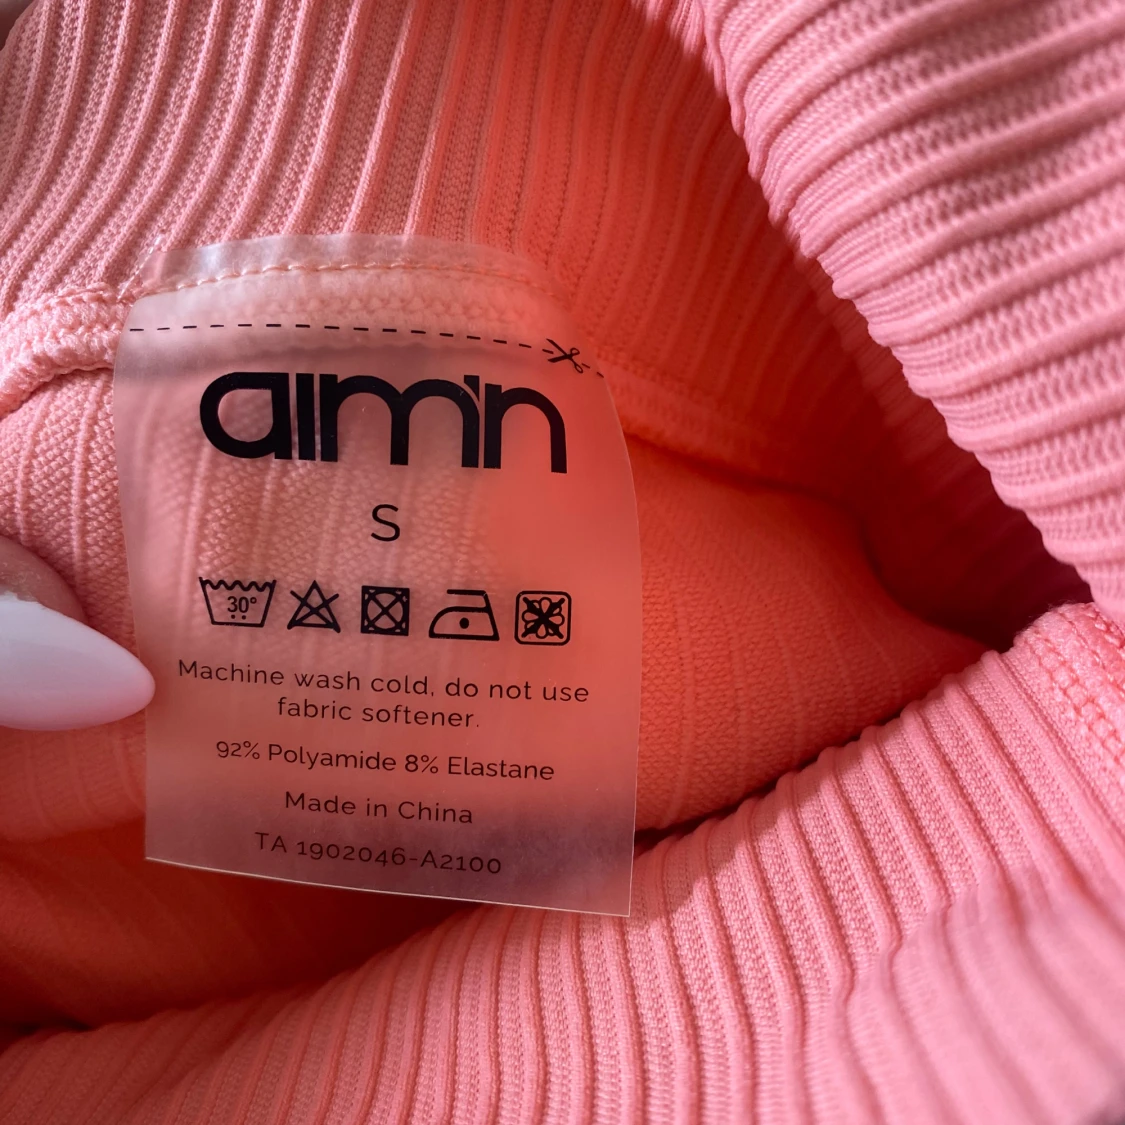 aim'n
S
30°
Machine wash cold, do not use
fabric softener.
92% Polyamide 8% Elastane
Made in China
TA 1902046-A2100